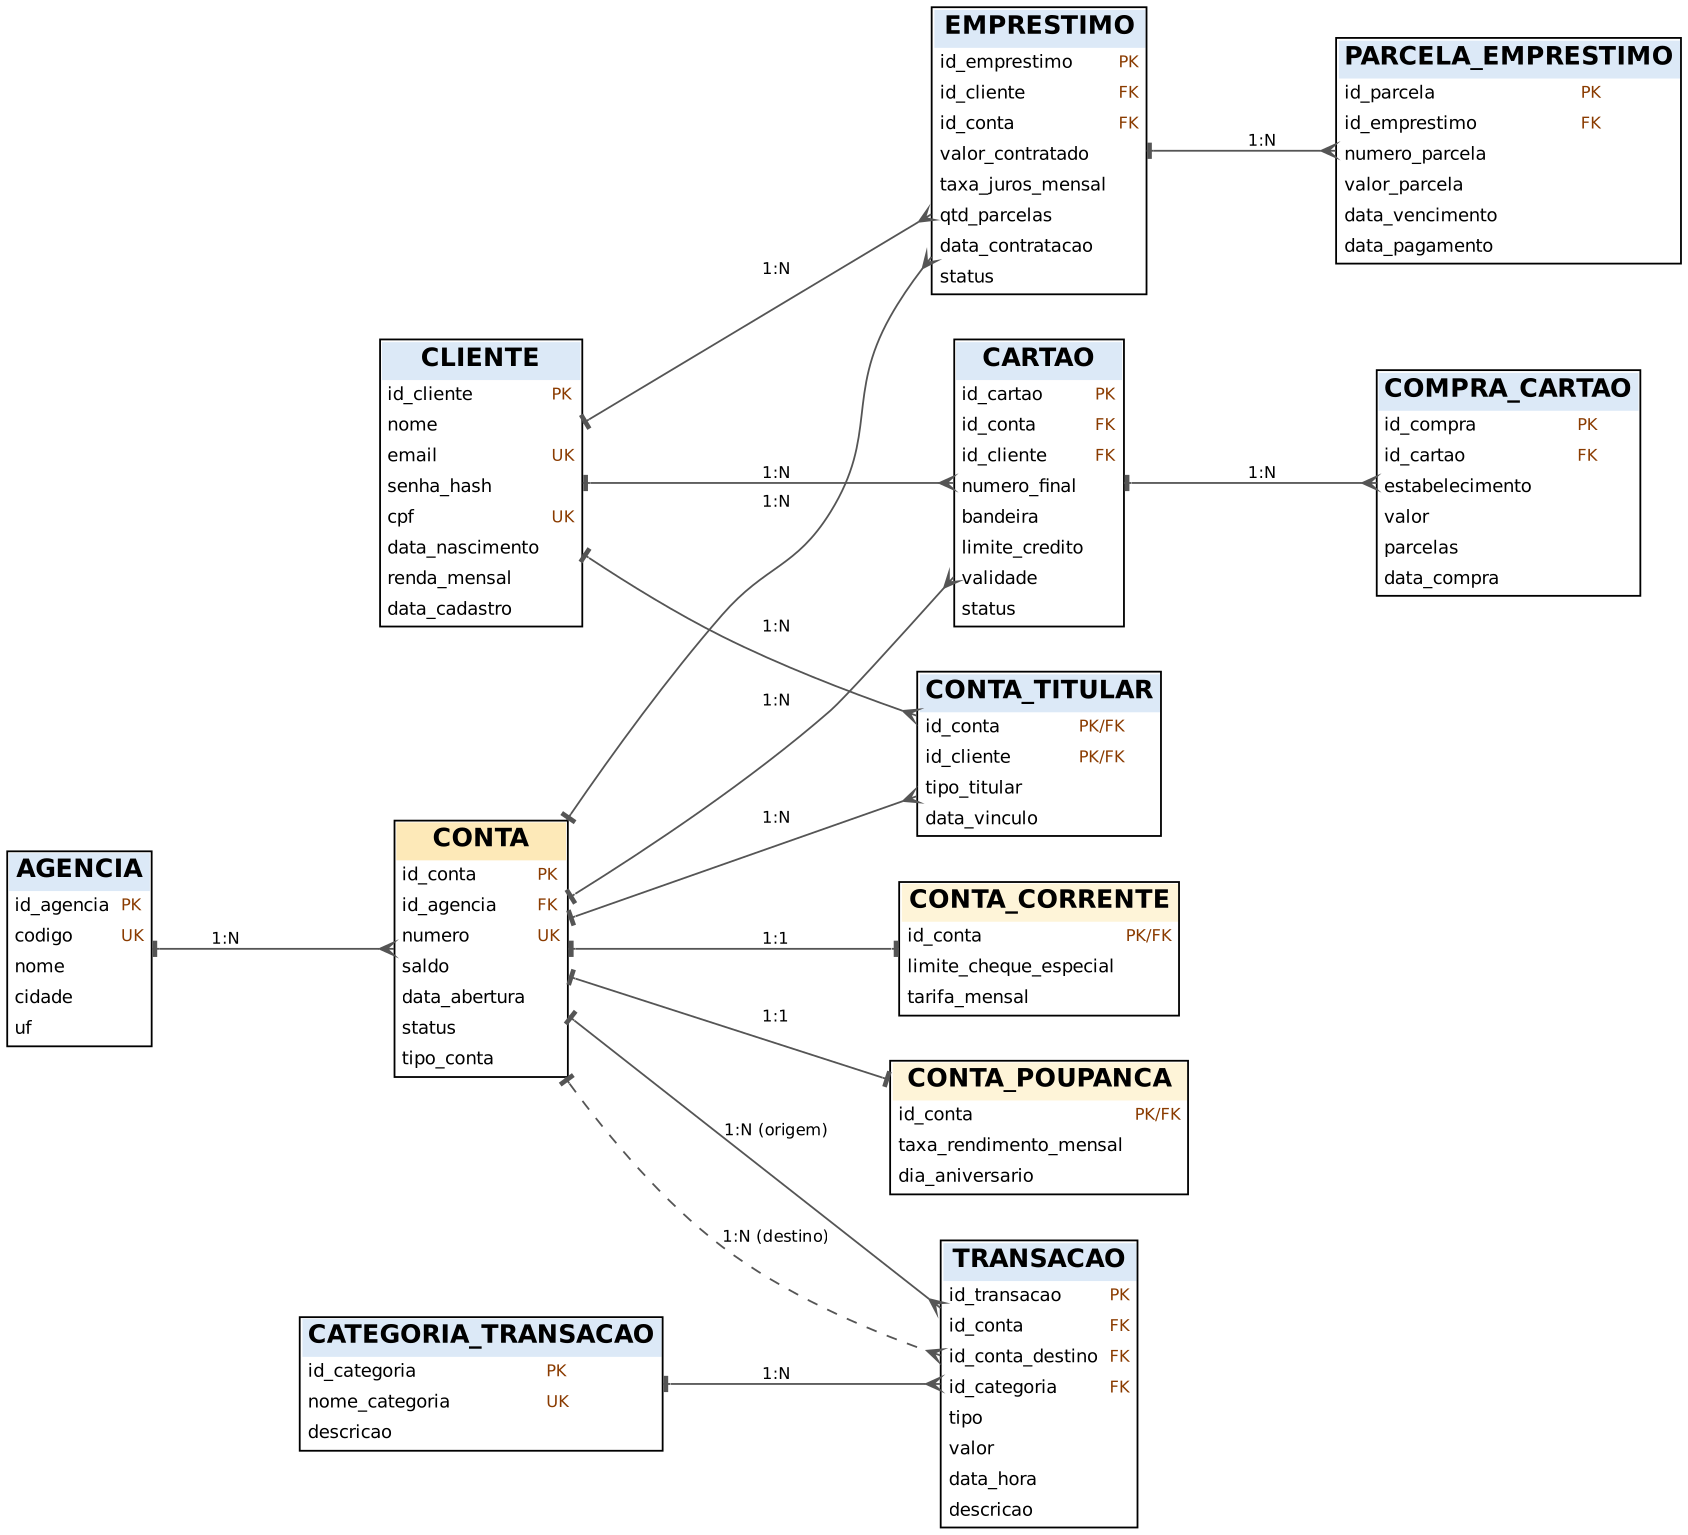 EMPRESTIMO
id_emprestimo PK
id_cliente FK
id_conta FK
valor_contratado
taxa_juros_mensal
qtd_parcelas
data_contratacao
status
PARCELA_EMPRESTIMO
id_parcela PK
id_emprestimo FK
numero_parcela
valor_parcela
data_vencimento
data_pagamento
1:N
1:N
CLIENTE
id_cliente PK
nome
email UK
senha_hash
cpf UK
data_nascimento
renda_mensal
data_cadastro
1:N
1:N
CARTAO
id_cartao PK
id_conta FK
id_cliente FK
numero_final
bandeira
limite_credito
validade
status
1:N
COMPRA_CARTAO
id_compra PK
id_cartao FK
estabelecimento
valor
parcelas
data_compra
1:N
1:N
CONTA_TITULAR
id_conta PK/FK
id_cliente PK/FK
tipo_titular
data_vinculo
1:N
AGENCIA
id_agencia PK
codigo UK
nome
cidade
uf
1:N
CONTA
id_conta PK
id_agencia FK
numero UK
saldo
data_abertura
status
tipo_conta
1:1
CONTA_CORRENTE
id_conta PK/FK
limite_cheque_especial
tarifa_mensal
1:1
CONTA_POUPANCA
id_conta PK/FK
taxa_rendimento_mensal
dia_aniversario
1:N (origem)
1:N (destino)
CATEGORIA_TRANSACAO
id_categoria PK
nome_categoria UK
descricao
1:N
TRANSACAO
id_transacao PK
id_conta FK
id_conta_destino FK
id_categoria FK
tipo
valor
data_hora
descricao